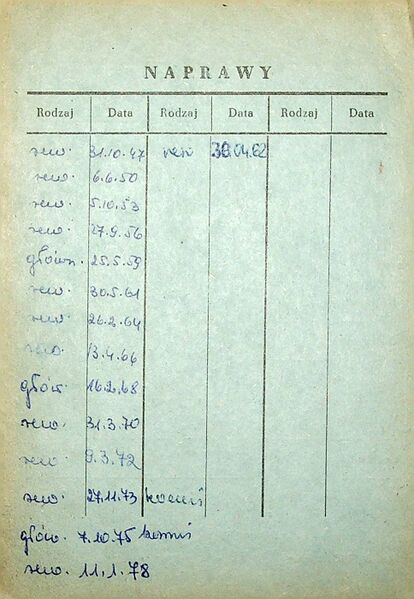 NAPRAWY
Rodzaj Data Rodzaj Data Rodzaj Data
rew. 31.10.47 rew 30.04.82
rew. 6.6.50
rew. 5.10.53
rew. 27.9.56
główn. 25.5.59
rew. 30.5.61
rew. 26.2.64
rew. 13.4.66
głów. 16.2.68
rew. 31.3.70
rew. 9.3.72
rew. 27.11.73
głów. 7.10.75
rew. 11.1.78